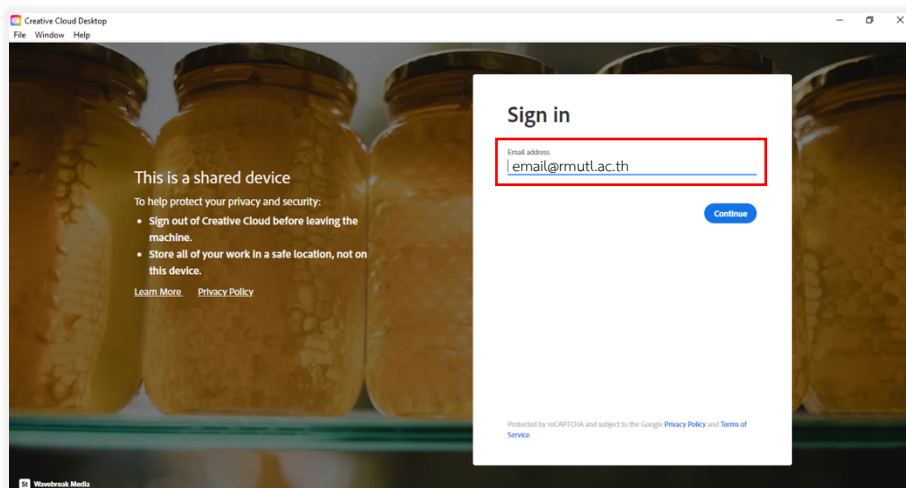 Creative Cloud Desktop
File Window Help
This is a shared device
To help protect your privacy and security:
• Sign out of Creative Cloud before leaving the
machine.
• Store all of your work in a safe location, not on
this device.
Learn More Privacy Policy
Sign in
Email address
email@rmutl.ac.th
Continue
Protected by reCAPTCHA and subject to the Google Privacy Policy and Terms of
Service.
St Wavebreak Media